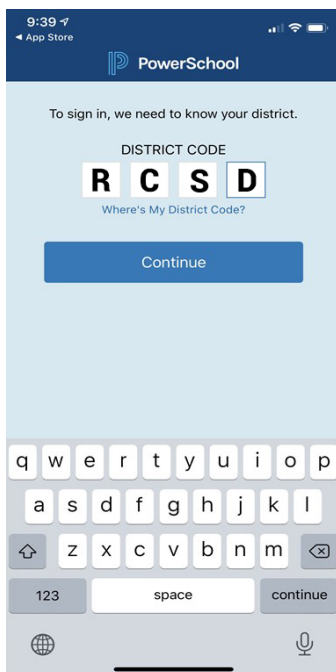 9:39
◀ App Store
PowerSchool
To sign in, we need to know your district.
DISTRICT CODE
R C S D
Where's My District Code?
Continue
q w e r t y u i o p
a s d f g h j k l
z x c v b n m
123 space continue